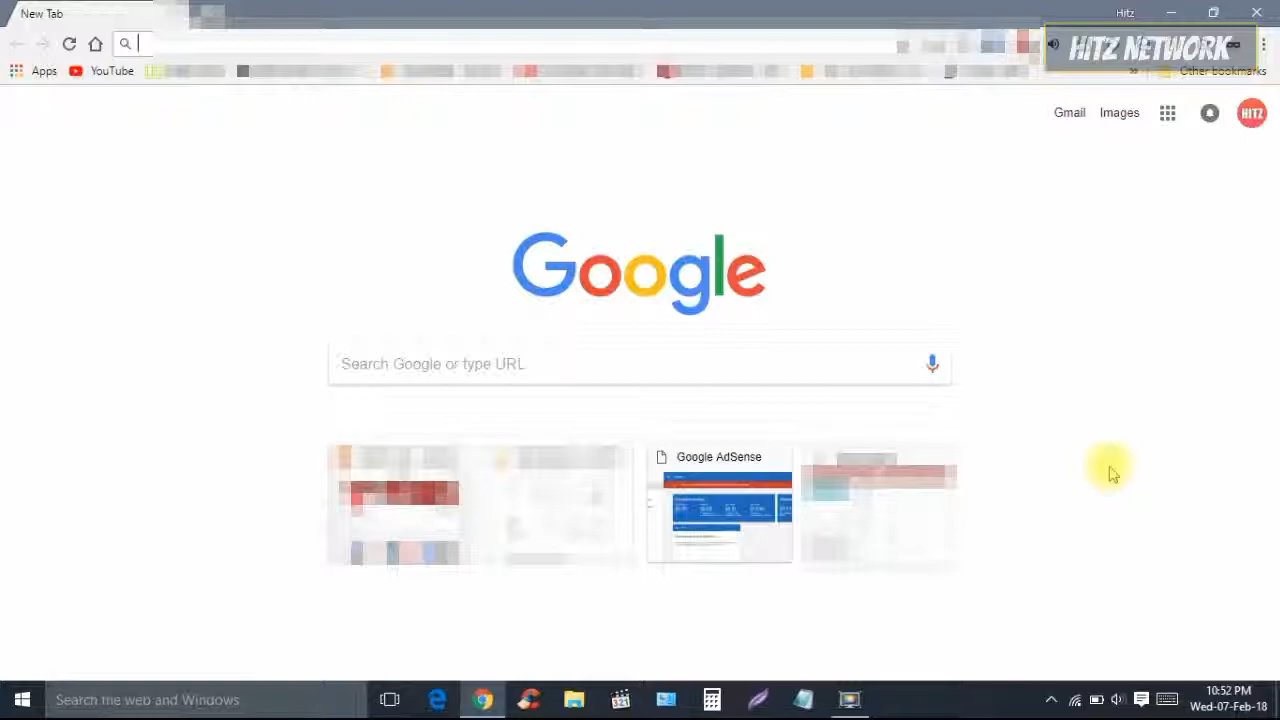 New Tab
Hitz
HITZ NETWORK
Apps
YouTube
Other bookmarks
Gmail
Images
HITZ
Google
Search Google or type URL
Google AdSense
Search the web and Windows
321
10:52 PM
Wed-07-Feb-18